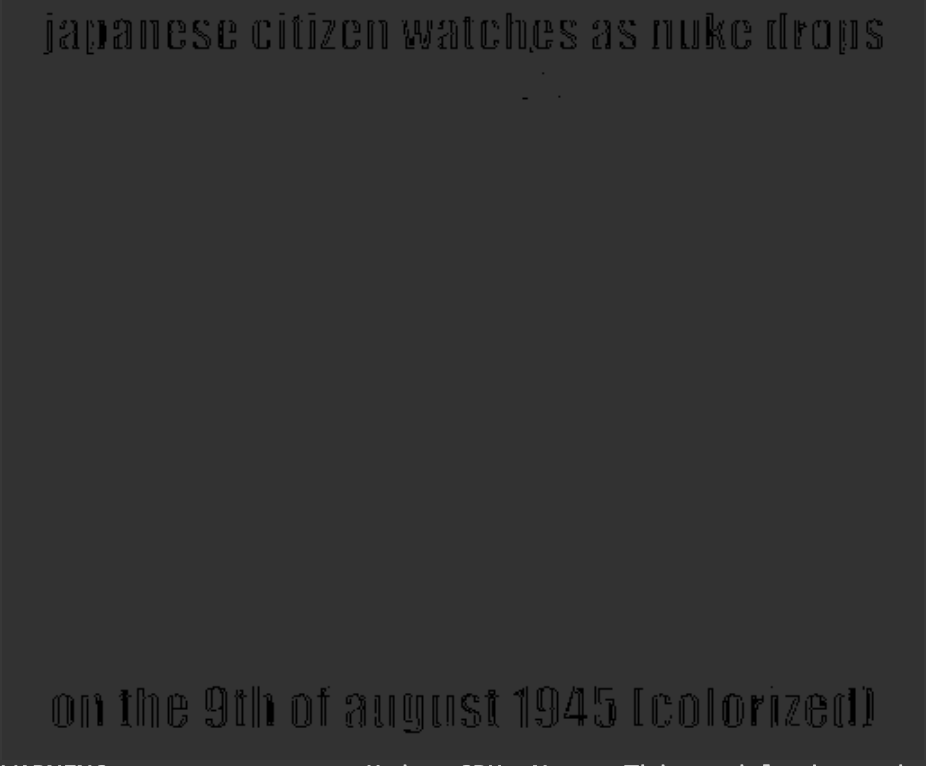 japanese citizen watches as nuke drops
on the 9th of august 1945 (colorized)